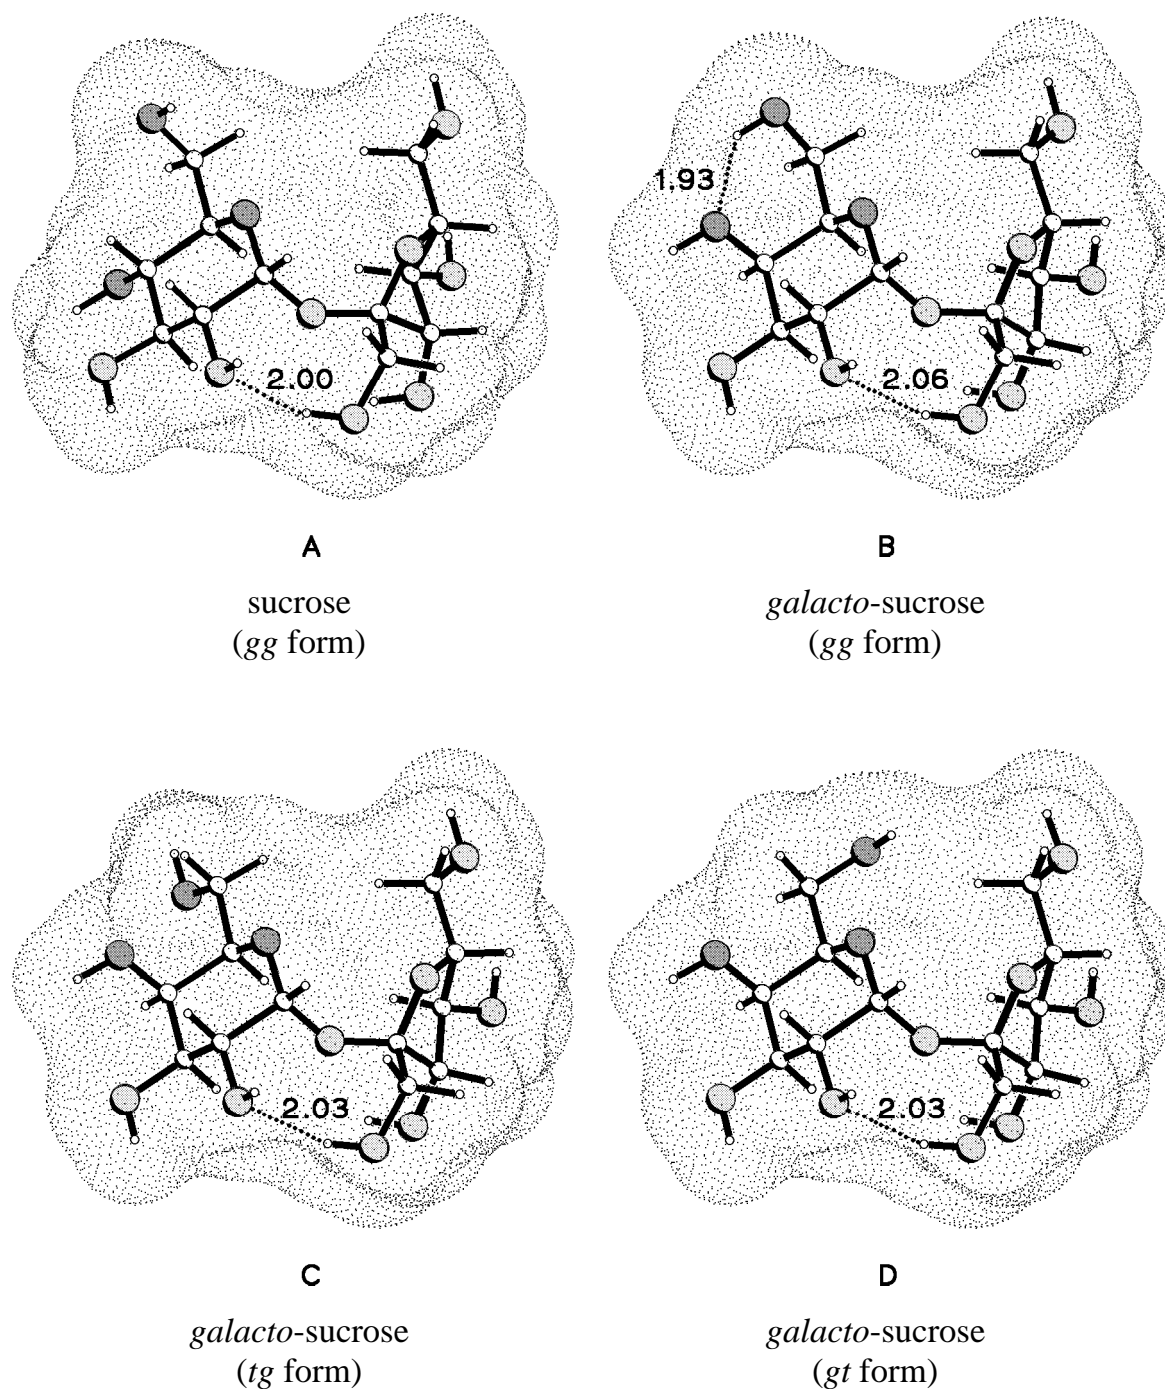 1.93
2.00
2.06
A
B
sucrose
galacto-sucrose
(gg form)
(gg form)
2.03
2.03
C
D
galacto-sucrose
galacto-sucrose
(tg form)
(gt form)